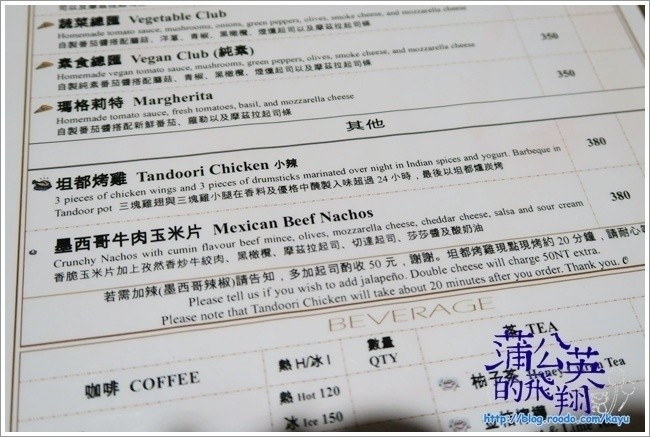 蔬菜總匯 Vegetable Club
Homemade tomato sauce, mushrooms, onions, green peppers, olives, smoke cheese, and mozzarella cheese
自製番茄醬搭配蘑菇、洋蔥、青椒、黑橄欖、煙燻起司以及摩茲拉起司條
素食總匯 Vegan Club (純素) 350
Homemade vegan tomato sauce, mushrooms, green peppers, olives, smoke cheese, and mozzarella cheese
自製純素番茄醬搭配蘑菇、青椒、黑橄欖、煙燻起司以及摩茲拉起司條
瑪格莉特 Margherita 350
Homemade tomato sauce, fresh tomatoes, basil, and mozzarella cheese
自製番茄醬搭配新鮮番茄、羅勒以及摩茲拉起司條
其他
坦都烤雞 Tandoori Chicken 小辣 380
3 pieces of chicken wings and 3 pieces of drumsticks marinated over night in Indian spices and yogurt. Barbeque in
Tandoor pot 三塊雞翅與三塊雞小腿在香料及優格中醃製入味超過 24 小時，最後以坦都爐炭烤
墨西哥牛肉玉米片 Mexican Beef Nachos 380
Crunchy Nachos with cumin flavour beef mince, olives, mozzarella cheese, cheddar cheese, salsa and sour cream
香脆玉米片加上孜然香炒牛絞肉、黑橄欖、摩茲拉起司、切達起司、莎莎醬及酸奶油
若需加辣(墨西哥辣椒)請告知，多加起司酌收 50 元，謝謝。坦都烤雞現點現烤約 20 分鐘，請耐心等
Please tell us if you wish to add jalapeño. Double cheese will charge 50NT extra.
Please note that Tandoori Chicken will take about 20 minutes after you order. Thank you.
BEVERAGE
咖啡 COFFEE
熱 H/冰 I
數量
QTY
茶 TEA
熱 Hot 120
柚子茶 Honey Tea
冰 Ice 150
蒲公英
的飛翔
http://blog.roodo.com/kayu